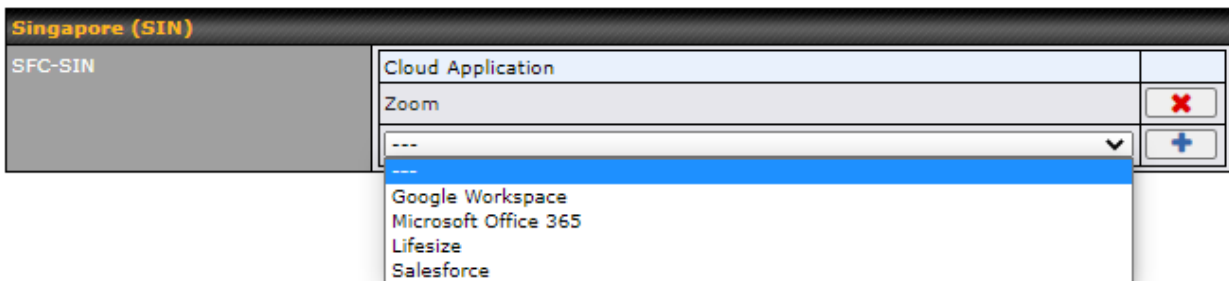 Singapore (SIN)
SFC-SIN
Cloud Application
Zoom
---
---
Google Workspace
Microsoft Office 365
Lifesize
Salesforce